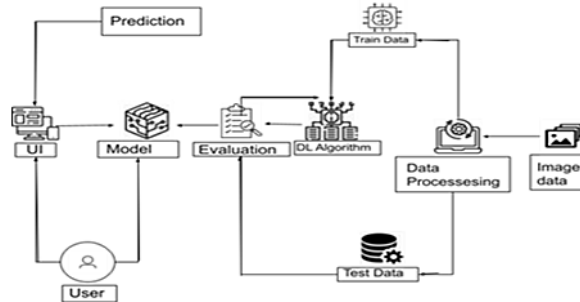 Prediction
Train Data
UI
Model
Evaluation
DL Algorithm
Data
Processesing
Image
data
Test Data
User